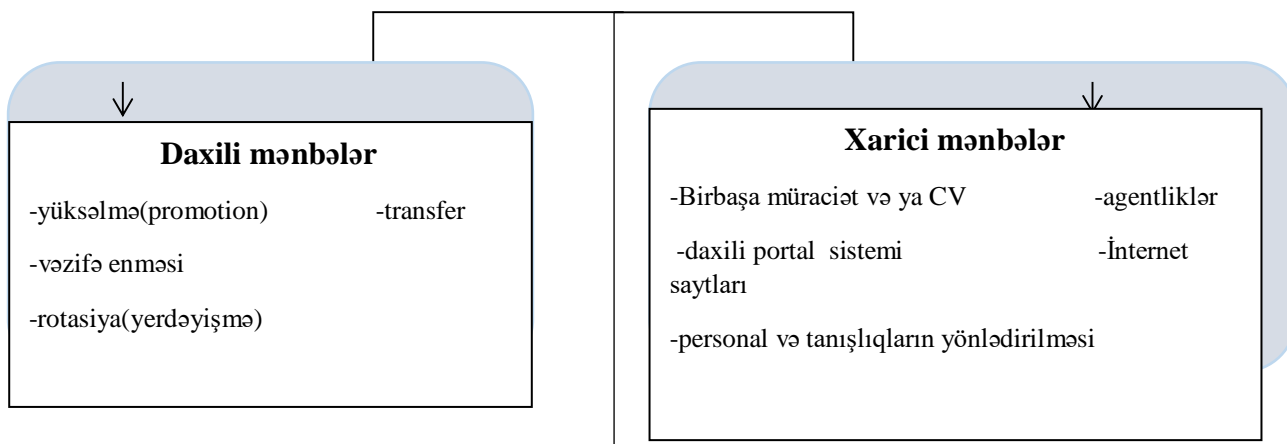 Daxili mənbələr
-yüksəlmə(promotion) -transfer
-vəzifə enməsi
-rotasiya(yerdəyişmə)
Xarici mənbələr
-Birbaşa müraciət və ya CV -agentliklər
-daxili portal sistemi -İnternet
saytları
-personal və tanışlıqların yönlədirilməsi